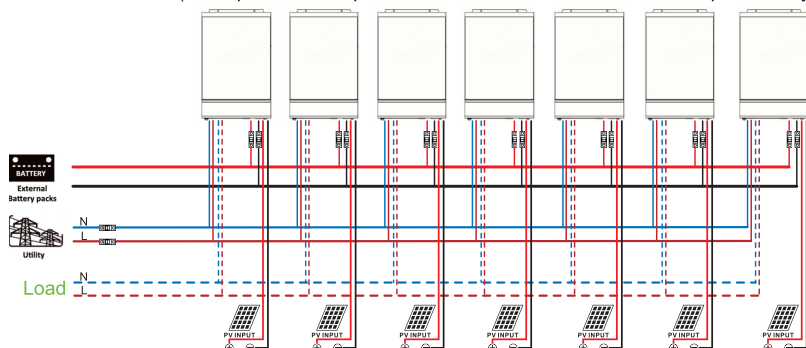 BATTERY
External
Battery packs
N
L
Utility
N
Load
L
PV INPUT
PV INPUT
PV INPUT
PV INPUT
PV INPUT
PV INPUT
PV INPUT